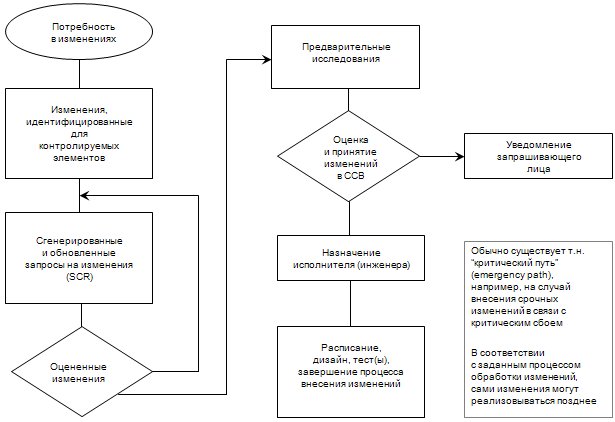 Потребность
в изменениях
Изменения,
идентифицированные
для
контролируемых
элементов
Сгенерированные
и обновленные
запросы на изменения
(SCR)
Оцененные
изменения
Предварительные
исследования
Оценка
и принятие
изменений
в CCB
Уведомление
запрашивающего
лица
Назначение
исполнителя (инженера)
Расписание,
дизайн, тест(ы),
завершение процесса
внесения изменений
Обычно существует т.н.
"критический путь"
(emergency path),
например, на случай
внесения срочных
изменений в связи с
критическим сбоем
В соответствии
с заданным процессом
обработки изменений,
сами изменения могут
реализовываться позднее